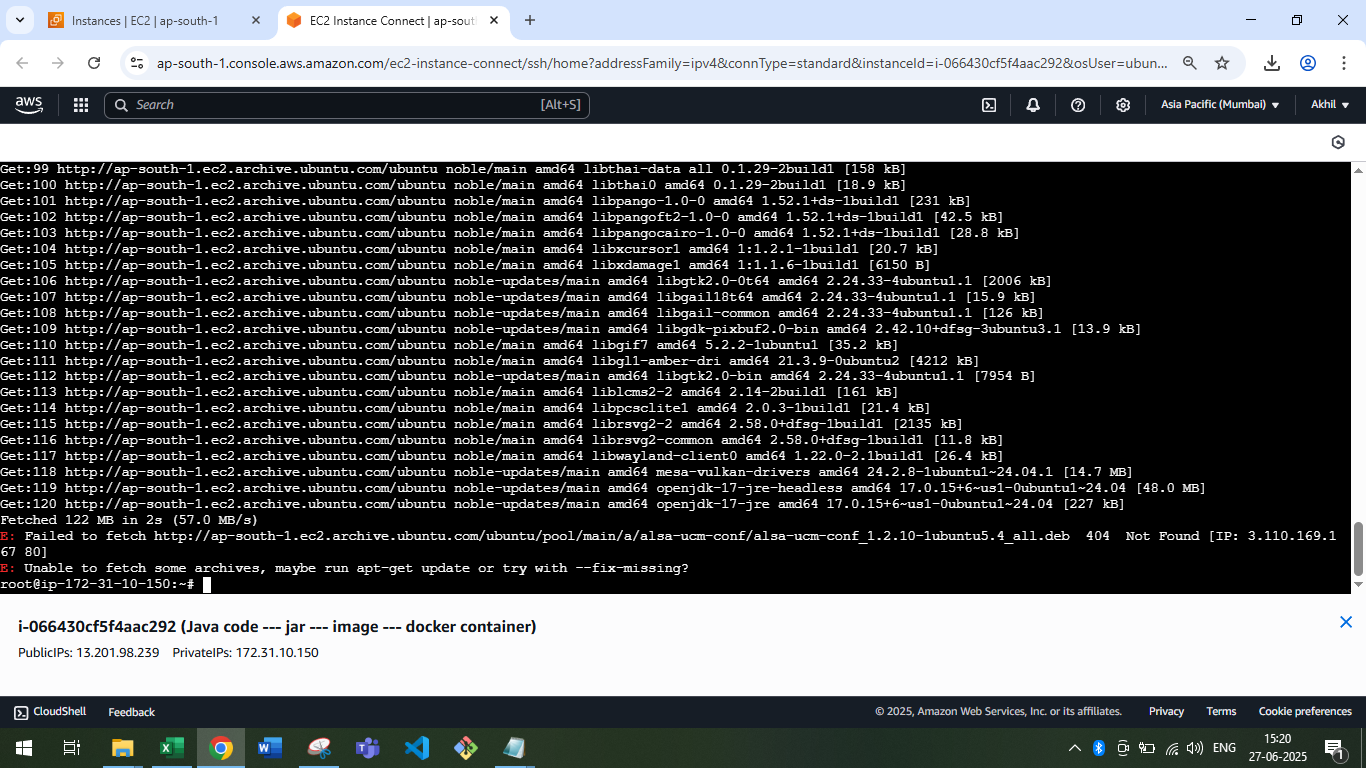 Instances | EC2 | ap-south-1
EC2 Instance Connect | ap-sout
ap-south-1.console.aws.amazon.com/ec2-instance-connect/ssh/home?addressFamily=ipv4&connType=standard&instanceId=i-066430cf5f4aac292&osUser=ubun...
aws
Search
[Alt+S]
Asia Pacific (Mumbai)
Akhil
Get:99 http://ap-south-1.ec2.archive.ubuntu.com/ubuntu noble/main amd64 libthai-data all 0.1.29-2build1 [158 kB]
Get:100 http://ap-south-1.ec2.archive.ubuntu.com/ubuntu noble/main amd64 libthai0 amd64 0.1.29-2build1 [18.9 kB]
Get:101 http://ap-south-1.ec2.archive.ubuntu.com/ubuntu noble/main amd64 libpango-1.0-0 amd64 1.52.1+ds-1build1 [231 kB]
Get:102 http://ap-south-1.ec2.archive.ubuntu.com/ubuntu noble/main amd64 libpangoft2-1.0-0 amd64 1.52.1+ds-1build1 [42.5 kB]
Get:103 http://ap-south-1.ec2.archive.ubuntu.com/ubuntu noble/main amd64 libpangocairo-1.0-0 amd64 1.52.1+ds-1build1 [28.8 kB]
Get:104 http://ap-south-1.ec2.archive.ubuntu.com/ubuntu noble/main amd64 libxcursor1 amd64 1:1.2.1-1build1 [20.7 kB]
Get:105 http://ap-south-1.ec2.archive.ubuntu.com/ubuntu noble/main amd64 libxdamage1 amd64 1:1.1.6-1build1 [6150 B]
Get:106 http://ap-south-1.ec2.archive.ubuntu.com/ubuntu noble-updates/main amd64 libgtk2.0-0t64 amd64 2.24.33-4ubuntu1.1 [2006 kB]
Get:107 http://ap-south-1.ec2.archive.ubuntu.com/ubuntu noble-updates/main amd64 libgail18t64 amd64 2.24.33-4ubuntu1.1 [15.9 kB]
Get:108 http://ap-south-1.ec2.archive.ubuntu.com/ubuntu noble-updates/main amd64 libgail-common amd64 2.24.33-4ubuntu1.1 [126 kB]
Get:109 http://ap-south-1.ec2.archive.ubuntu.com/ubuntu noble-updates/main amd64 libgdk-pixbuf2.0-bin amd64 2.42.10+dfsg-3ubuntu3.1 [13.9 kB]
Get:110 http://ap-south-1.ec2.archive.ubuntu.com/ubuntu noble/main amd64 libgif7 amd64 5.2.2-1ubuntu1 [35.2 kB]
Get:111 http://ap-south-1.ec2.archive.ubuntu.com/ubuntu noble/main amd64 libgl1-amber-dri amd64 21.3.9-0ubuntu2 [4212 kB]
Get:112 http://ap-south-1.ec2.archive.ubuntu.com/ubuntu noble-updates/main amd64 libgtk2.0-bin amd64 2.24.33-4ubuntu1.1 [7954 B]
Get:113 http://ap-south-1.ec2.archive.ubuntu.com/ubuntu noble/main amd64 liblcms2-2 amd64 2.14-2build1 [161 kB]
Get:114 http://ap-south-1.ec2.archive.ubuntu.com/ubuntu noble/main amd64 libpcsclite1 amd64 2.0.3-1build1 [21.4 kB]
Get:115 http://ap-south-1.ec2.archive.ubuntu.com/ubuntu noble/main amd64 librsvg2-2 amd64 2.58.0+dfsg-1build1 [2135 kB]
Get:116 http://ap-south-1.ec2.archive.ubuntu.com/ubuntu noble/main amd64 librsvg2-common amd64 2.58.0+dfsg-1build1 [11.8 kB]
Get:117 http://ap-south-1.ec2.archive.ubuntu.com/ubuntu noble/main amd64 libwayland-client0 amd64 1.22.0-2.1build1 [26.4 kB]
Get:118 http://ap-south-1.ec2.archive.ubuntu.com/ubuntu noble-updates/main amd64 mesa-vulkan-drivers amd64 24.2.8-1ubuntu1~24.04.1 [14.7 MB]
Get:119 http://ap-south-1.ec2.archive.ubuntu.com/ubuntu noble-updates/main amd64 openjdk-17-jre-headless amd64 17.0.15+6~us1-0ubuntu1~24.04 [48.0 MB]
Get:120 http://ap-south-1.ec2.archive.ubuntu.com/ubuntu noble-updates/main amd64 openjdk-17-jre amd64 17.0.15+6~us1-0ubuntu1~24.04 [227 kB]
Fetched 122 MB in 2s (57.0 MB/s)
E: Failed to fetch http://ap-south-1.ec2.archive.ubuntu.com/ubuntu/pool/main/a/alsa-ucm-conf/alsa-ucm-conf_1.2.10-1ubuntu5.4_all.deb  404  Not Found [IP: 3.110.169.1
67 80]
E: Unable to fetch some archives, maybe run apt-get update or try with --fix-missing?
root@ip-172-31-10-150:~#
i-066430cf5f4aac292 (Java code --- jar --- image --- docker container)
PublicIPs: 13.201.98.239 PrivateIPs: 172.31.10.150
CloudShell
Feedback
© 2025, Amazon Web Services, Inc. or its affiliates.
Privacy
Terms
Cookie preferences
ENG
15:20
27-06-2025
1